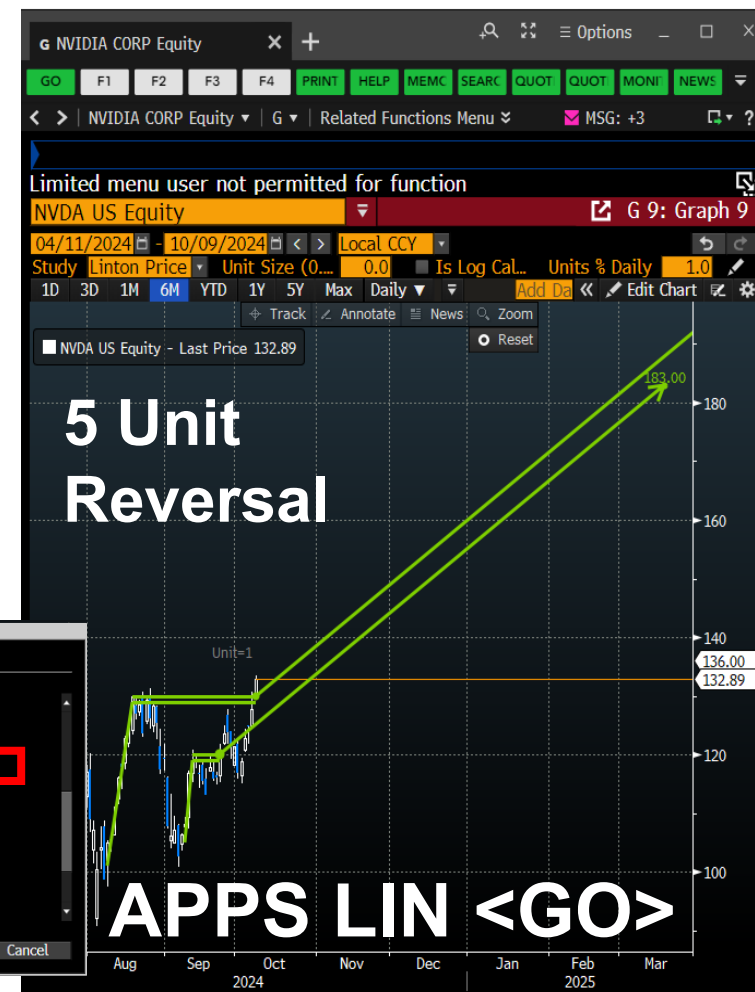 G NVIDIA CORP Equity × + Options
GO F1 F2 F3 F4 PRINT HELP MEMC SEARC QUOT QUOT MONIT NEWS
< > NVIDIA CORP Equity G Related Functions Menu MSG: +3 ?
Limited menu user not permitted for function
NVDA US Equity G 9: Graph 9
04/11/2024 - 10/09/2024 < > Local CCY
Study Linton Price Unit Size (0.... 0.0 Is Log Cal... Units % Daily 1.0
1D 3D 1M 6M YTD 1Y 5Y Max Daily Add Da Edit Chart
Track Annotate News Zoom
Reset
NVDA US Equity - Last Price 132.89
183.00
180
5 Unit
Reversal
160
Unit=1
140
136.00
132.89
120
100
APPS LIN <GO>
Cancel
Aug Sep Oct Nov Dec Jan Feb Mar
2024 2025